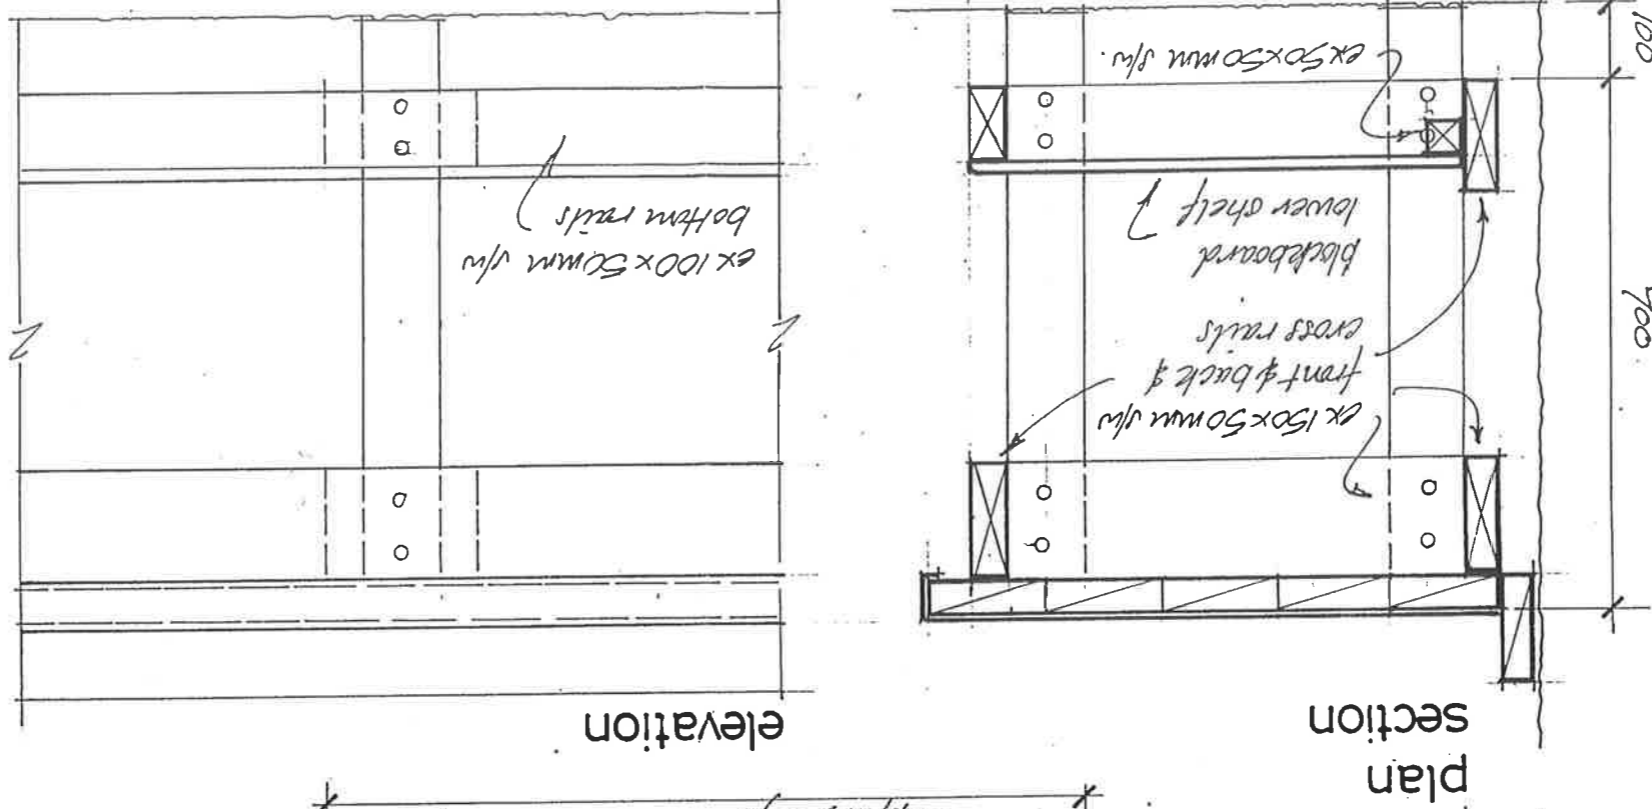 plan
section
elevation
ex 150x50mm s/w
front & back &
cross rails
700
blockboard
lower shelf
ex 100x50mm s/w
bottom rails
ex 50x50mm s/w.
100